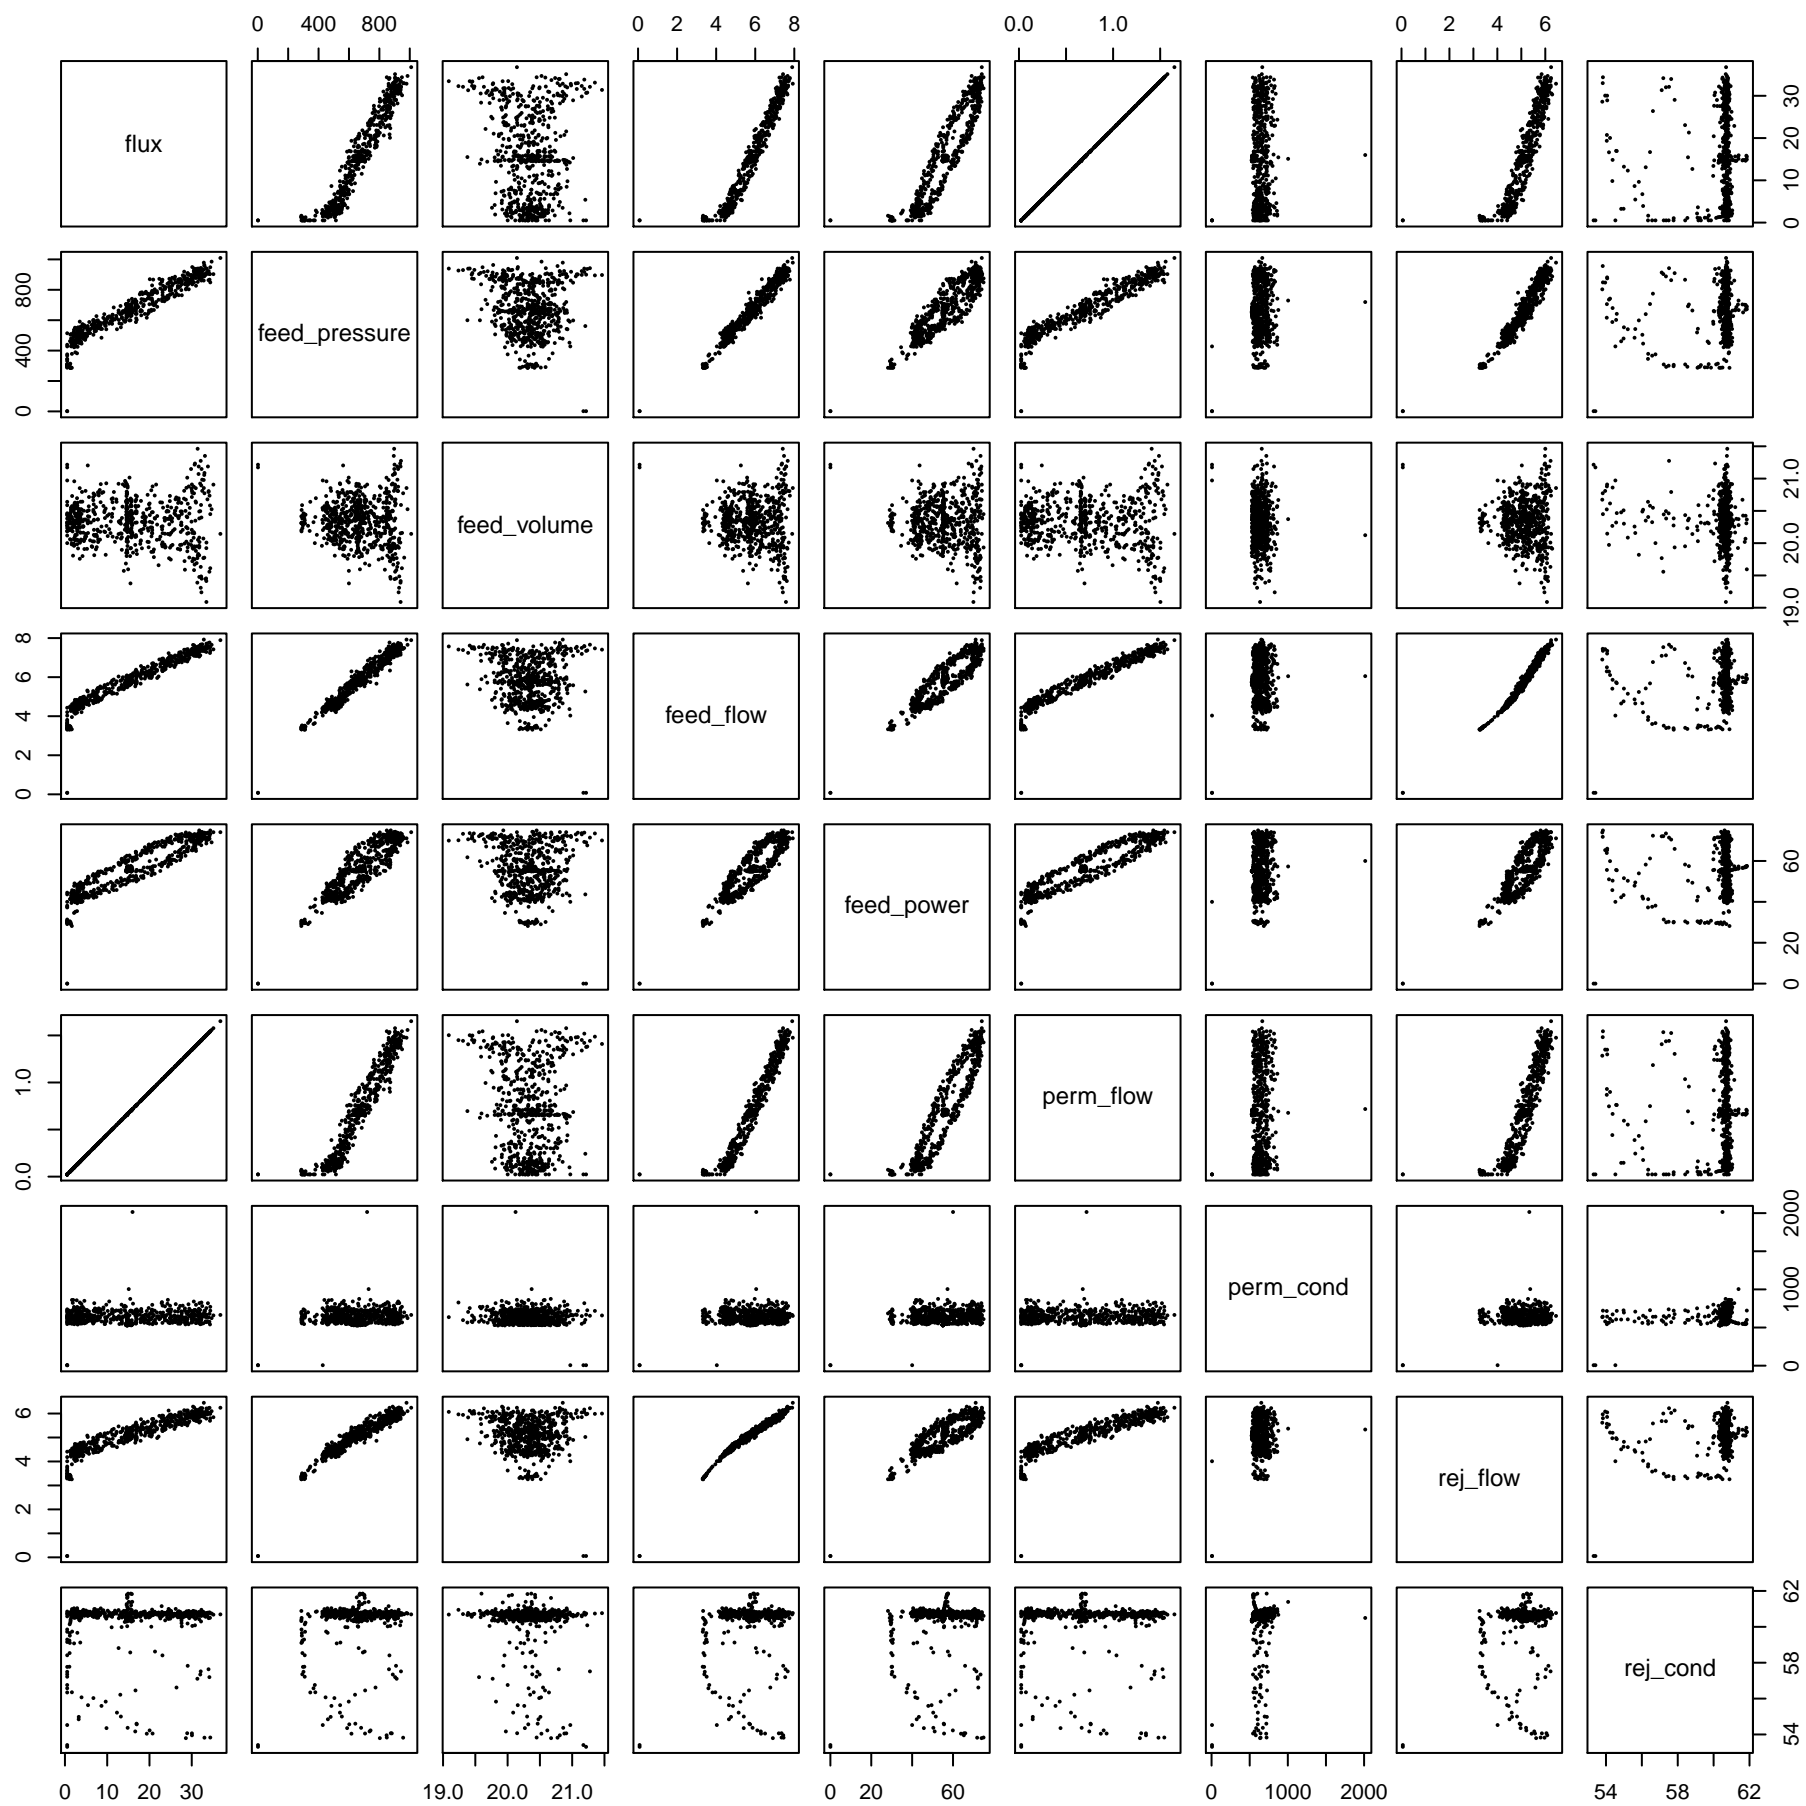 0 400 800 0 2 4 6 8 0.0 1.0 0 2 4 6
flux
0 10 20 30
0 400 800
feed_pressure
feed_volume
19.0 20.0 21.0
0 2 4 6 8
feed_flow
feed_power
0 20 60
0.0 1.0
perm_flow
perm_cond
0 1000 2000
0 2 4 6
rej_flow
rej_cond
54 58 62
0 10 20 30 19.0 20.0 21.0 0 20 60 0 1000 2000 54 58 62